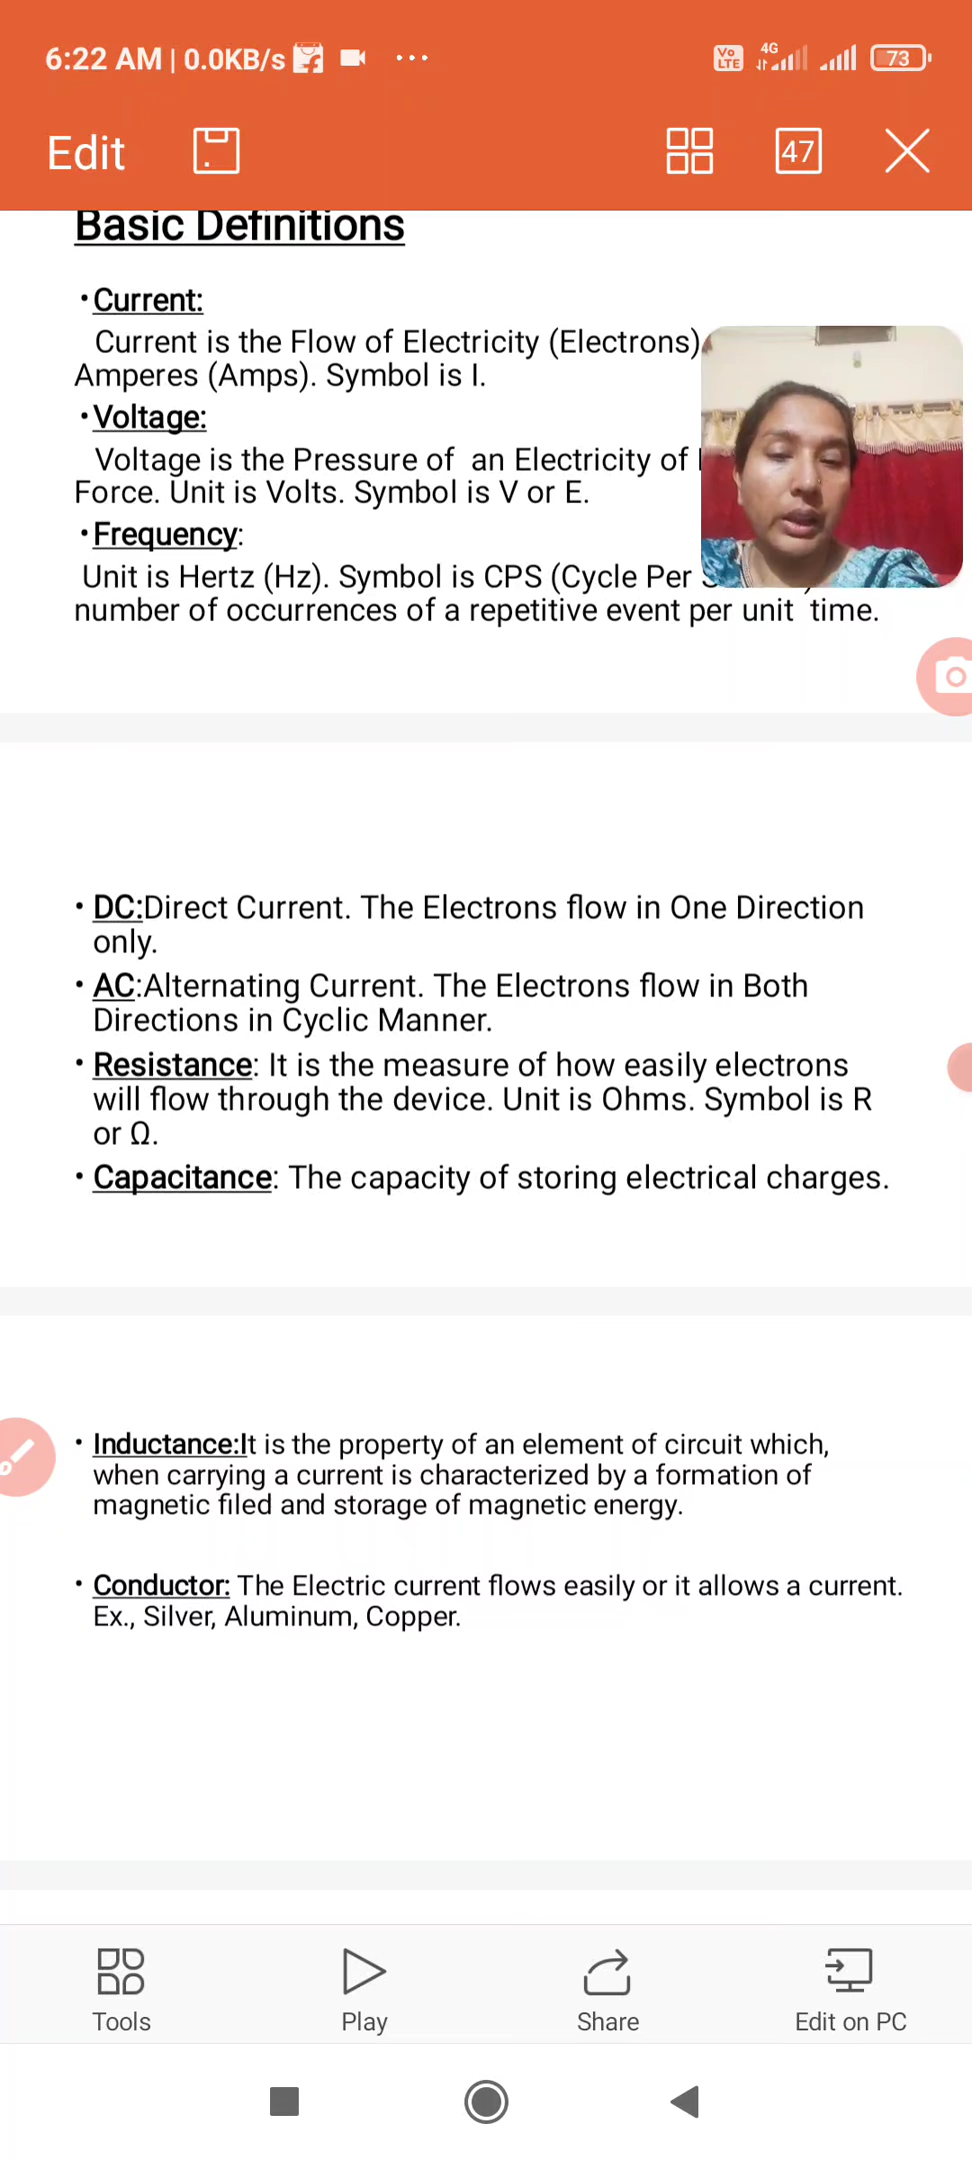 6:22 AM | 0.0KB/s
Vo LTE 4G 73
Edit 47
Basic Definitions
• Current:
Current is the Flow of Electricity (Electrons)
Amperes (Amps). Symbol is I.
• Voltage:
Voltage is the Pressure of an Electricity of
Force. Unit is Volts. Symbol is V or E.
• Frequency:
Unit is Hertz (Hz). Symbol is CPS (Cycle Per
number of occurrences of a repetitive event per unit time.
• DC:Direct Current. The Electrons flow in One Direction
only.
• AC:Alternating Current. The Electrons flow in Both
Directions in Cyclic Manner.
• Resistance: It is the measure of how easily electrons
will flow through the device. Unit is Ohms. Symbol is R
or Ω.
• Capacitance: The capacity of storing electrical charges.
• Inductance:It is the property of an element of circuit which,
when carrying a current is characterized by a formation of
magnetic filed and storage of magnetic energy.
• Conductor: The Electric current flows easily or it allows a current.
Ex., Silver, Aluminum, Copper.
Tools Play Share Edit on PC